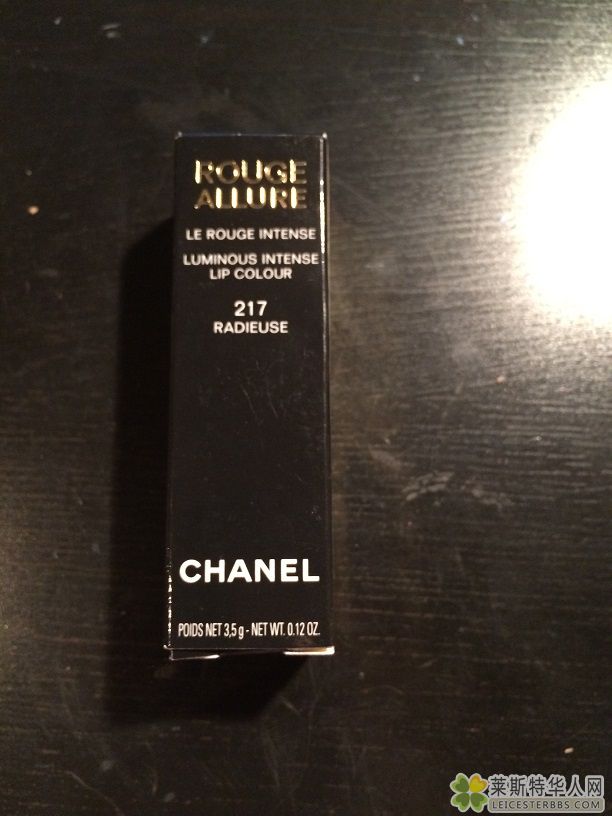 ROUGE
ALLURE
LE ROUGE INTENSE
LUMINOUS INTENSE
LIP COLOUR
217
RADIEUSE
CHANEL
POIDS NET 3,5 g - NET WT. 0.12 OZ.
莱斯特华人网
LEICESTERBBS.COM